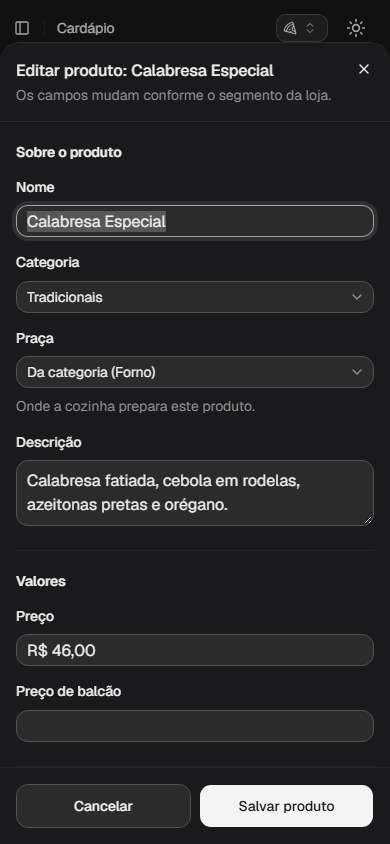 Cardápio
Editar produto: Calabresa Especial
Os campos mudam conforme o segmento da loja.
Sobre o produto
Nome
Calabresa Especial
Categoria
Tradicionais
Praça
Da categoria (Forno)
Onde a cozinha prepara este produto.
Descrição
Calabresa fatiada, cebola em rodelas,
azeitonas pretas e orégano.
Valores
Preço
R$ 46,00
Preço de balcão
Cancelar
Salvar produto